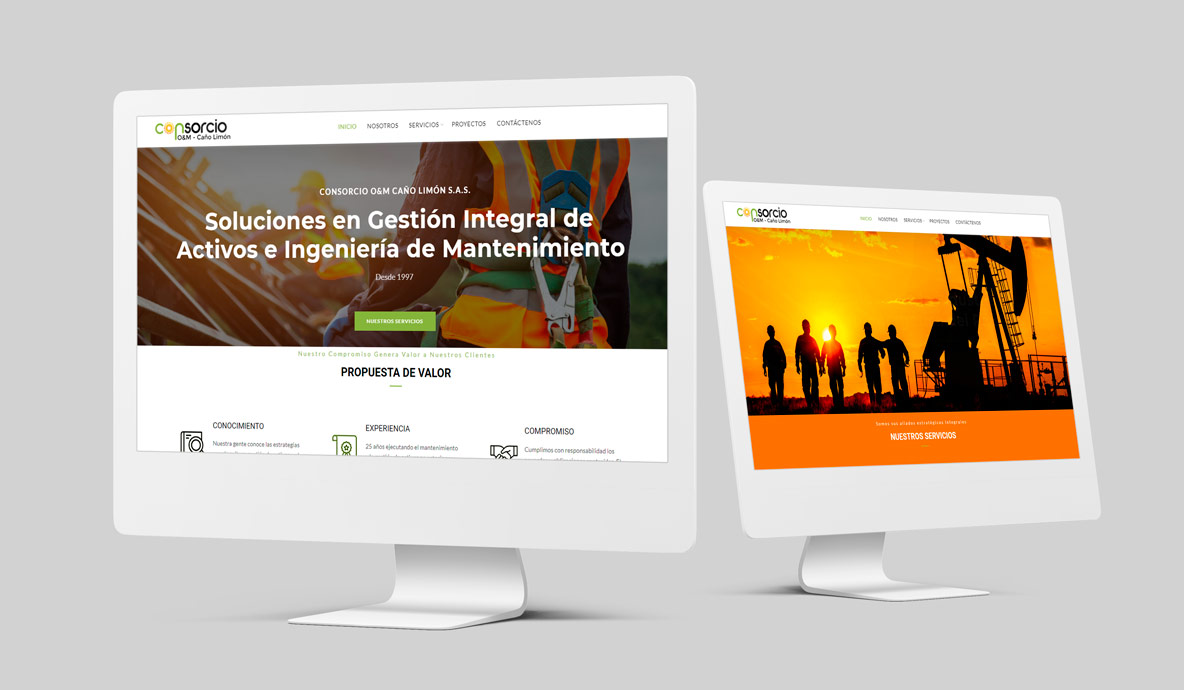 consorcio
O&M - Caño Limón
INICIO NOSOTROS SERVICIOS PROYECTOS CONTÁCTENOS
CONSORCIO O&M CAÑO LIMÓN S.A.S.
Soluciones en Gestión Integral de
Activos e Ingeniería de Mantenimiento
Desde 1997
NUESTROS SERVICIOS
Nuestro Compromiso Genera Valor a Nuestros Clientes
PROPUESTA DE VALOR
CONOCIMIENTO
Nuestra gente conoce las estrategias
EXPERIENCIA
25 años ejecutando el mantenimiento
COMPROMISO
Cumplimos con responsabilidad los
consorcio
O&M - Caño Limón
INICIO NOSOTROS SERVICIOS PROYECTOS CONTÁCTENOS
Somos sus aliados estratégicos integrales
NUESTROS SERVICIOS